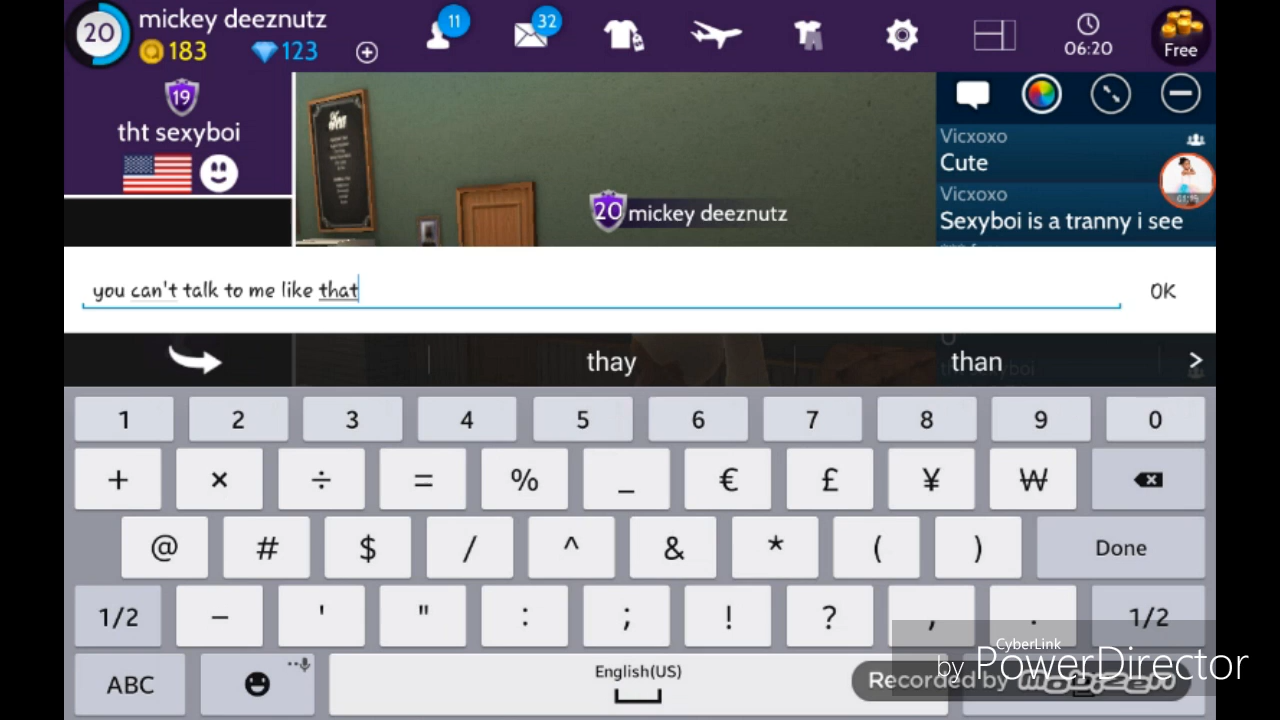 20 mickey deeznutz
183 123
11
32
06:20
Free
19
tht sexyboi
Tea
20 mickey deeznutz
Vicxoxo
Cute
Vicxoxo
Sexyboi is a tranny i see
you can't talk to me like that
OK
thay than >
1 2 3 4 5 6 7 8 9 0
+ × ÷ = % _ € £ ¥ ₩
@ # $ / ^ & * ( ) Done
1/2 – ' " : ; ! ? , . 1/2
ABC English(US)
CyberLink
by PowerDirector
Recorded by mobizen